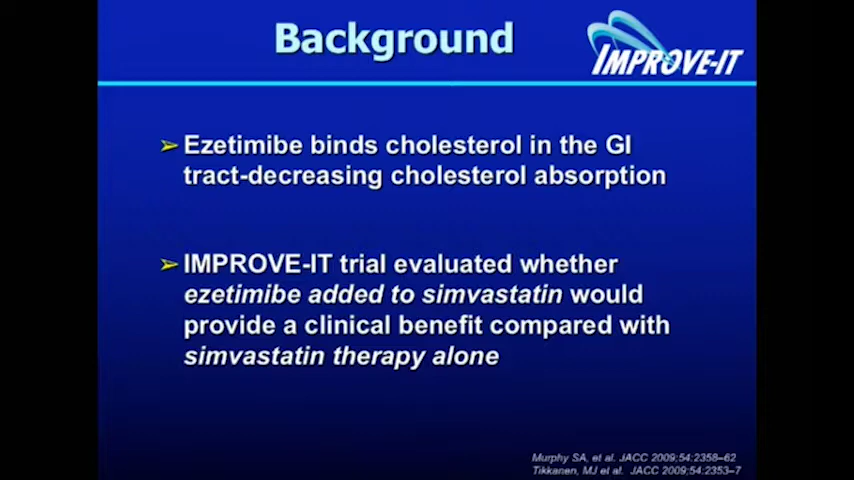 Background
IMPROVE-IT
➢ Ezetimibe binds cholesterol in the GI
tract-decreasing cholesterol absorption
➢ IMPROVE-IT trial evaluated whether
ezetimibe added to simvastatin would
provide a clinical benefit compared with
simvastatin therapy alone
Murphy SA, et al. JACC 2009;54:2358–62
Tikkanen, MJ et al. JACC 2009;54:2353–7